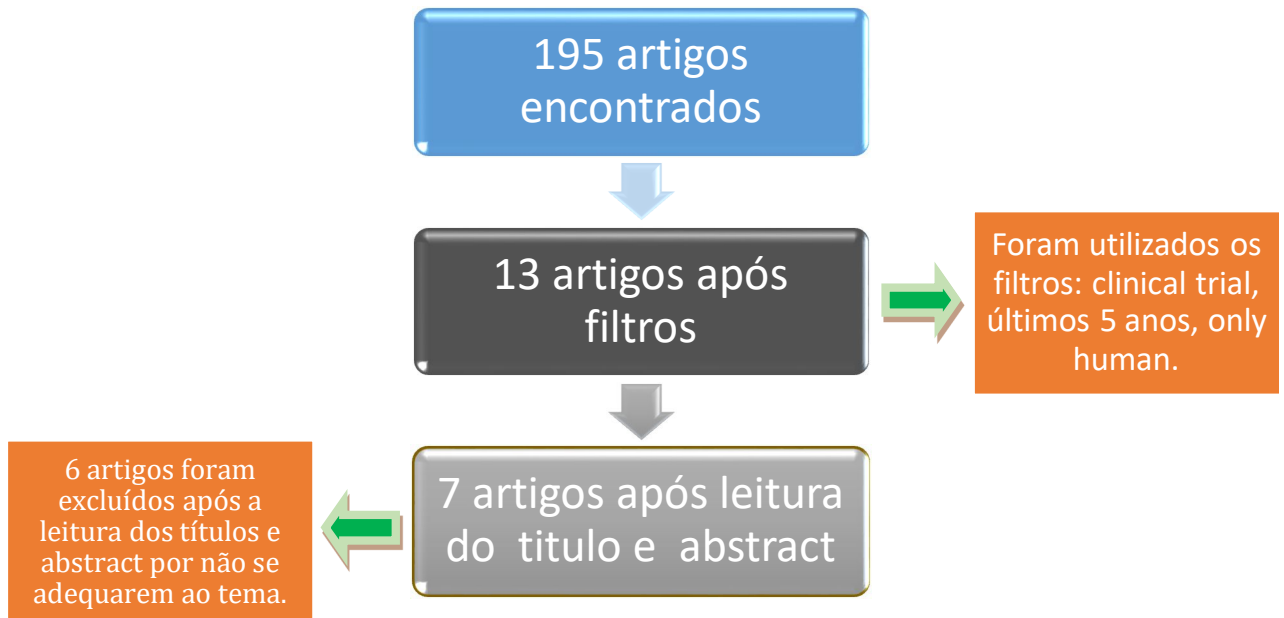 195 artigos
encontrados
13 artigos após
filtros
Foram utilizados os
filtros: clinical trial,
últimos 5 anos, only
human.
7 artigos após leitura
do titulo e abstract
6 artigos foram
excluídos após a
leitura dos títulos e
abstract por não se
adequarem ao tema.